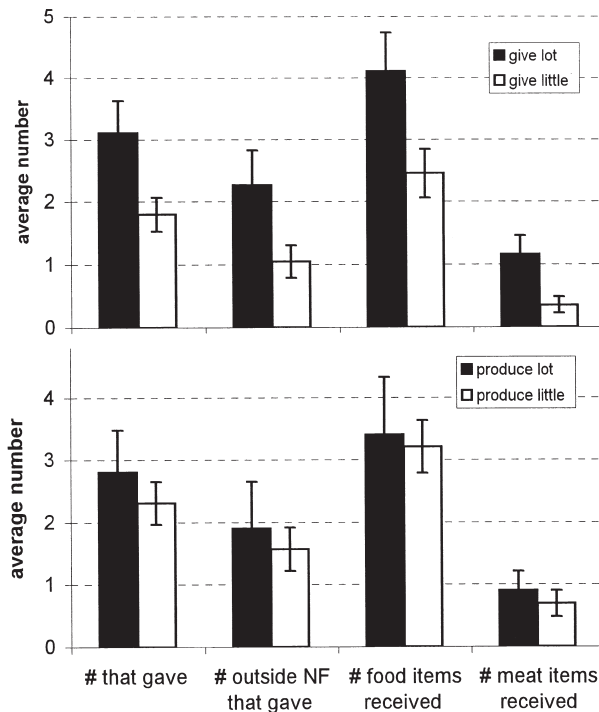 5
4
3
2
1
0
average number
give lot
give little
4
3
2
1
0
average number
produce lot
produce little
# that gave
# outside NF
that gave
# food items
received
# meat items
received